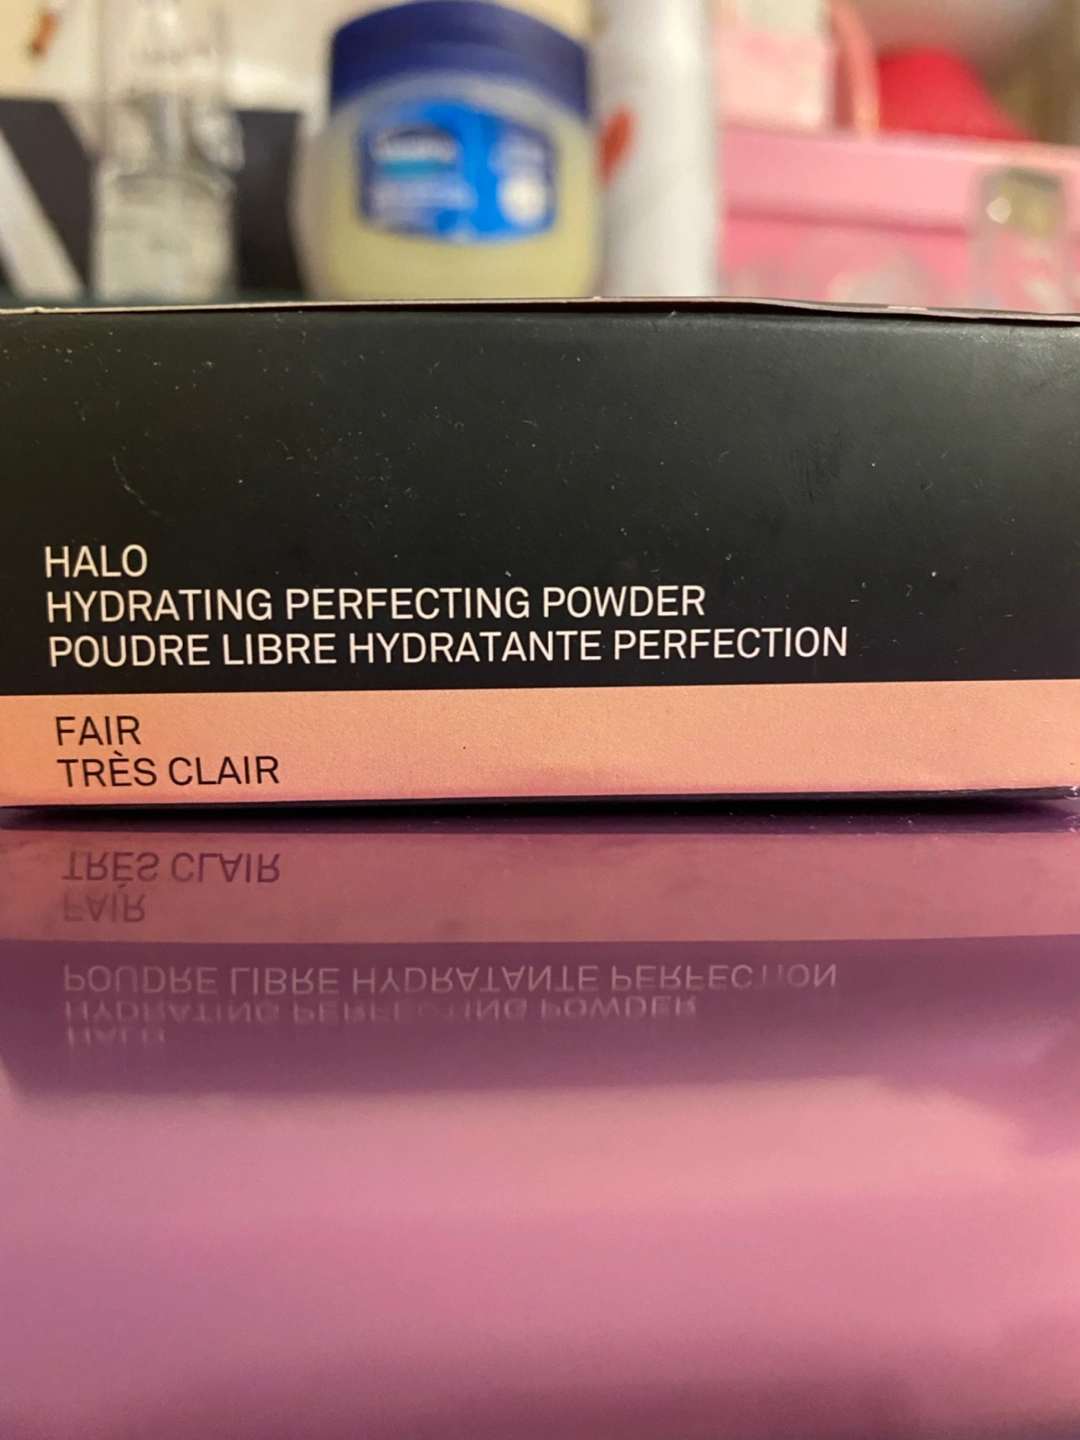 HALO
HYDRATING PERFECTING POWDER
POUDRE LIBRE HYDRATANTE PERFECTION
FAIR
TRÈS CLAIR